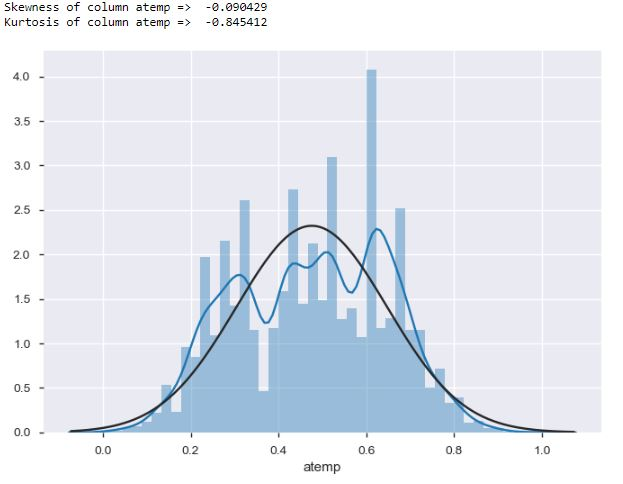 Skewness of column atemp =>  -0.090429
Kurtosis of column atemp =>  -0.845412
4.0
3.5
3.0
2.5
2.0
1.5
1.0
0.5
0.0
0.0 0.2 0.4 0.6 0.8 1.0
atemp